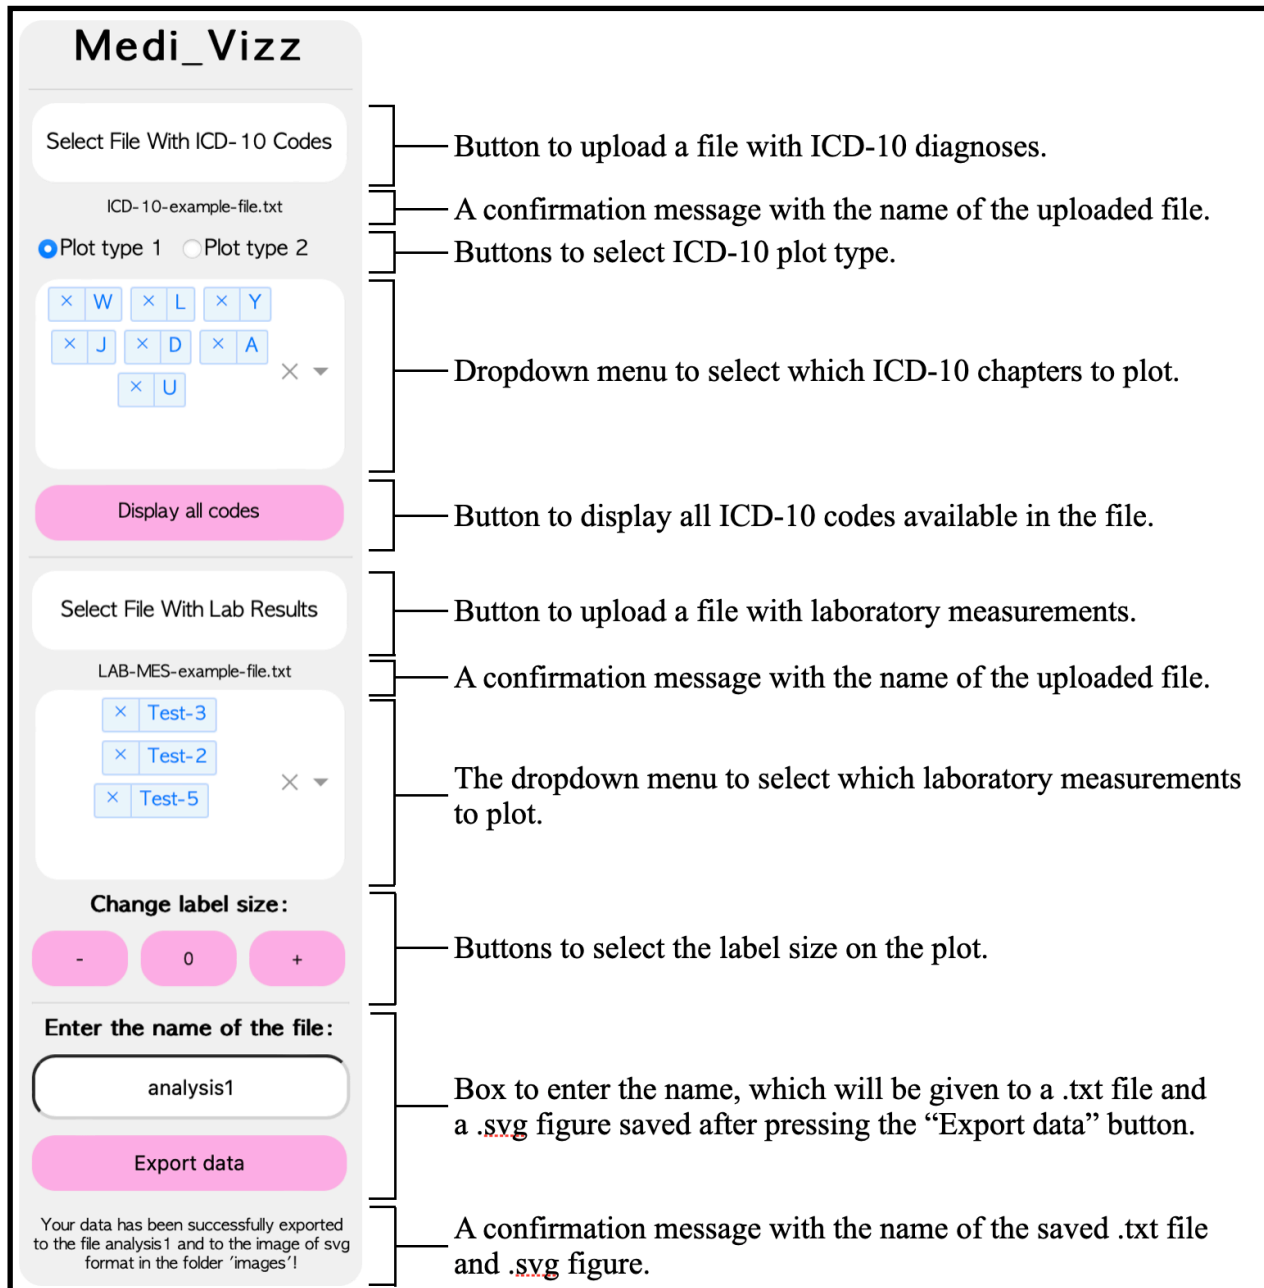 Medi_Vizz
Select File With ICD-10 Codes
Button to upload a file with ICD-10 diagnoses.
ICD-10-example-file.txt
A confirmation message with the name of the uploaded file.
Plot type 1 Plot type 2
Buttons to select ICD-10 plot type.
× W × L × Y
× J × D × A
× U
×
Dropdown menu to select which ICD-10 chapters to plot.
Display all codes
Button to display all ICD-10 codes available in the file.
Select File With Lab Results
Button to upload a file with laboratory measurements.
LAB-MES-example-file.txt
A confirmation message with the name of the uploaded file.
× Test-3
× Test-2
× Test-5
×
The dropdown menu to select which laboratory measurements
to plot.
Change label size:
- 0 +
Buttons to select the label size on the plot.
Enter the name of the file:
analysis1
Box to enter the name, which will be given to a .txt file and
a .svg figure saved after pressing the “Export data” button.
Export data
Your data has been successfully exported
to the file analysis1 and to the image of svg
format in the folder 'images'!
A confirmation message with the name of the saved .txt file
and .svg figure.